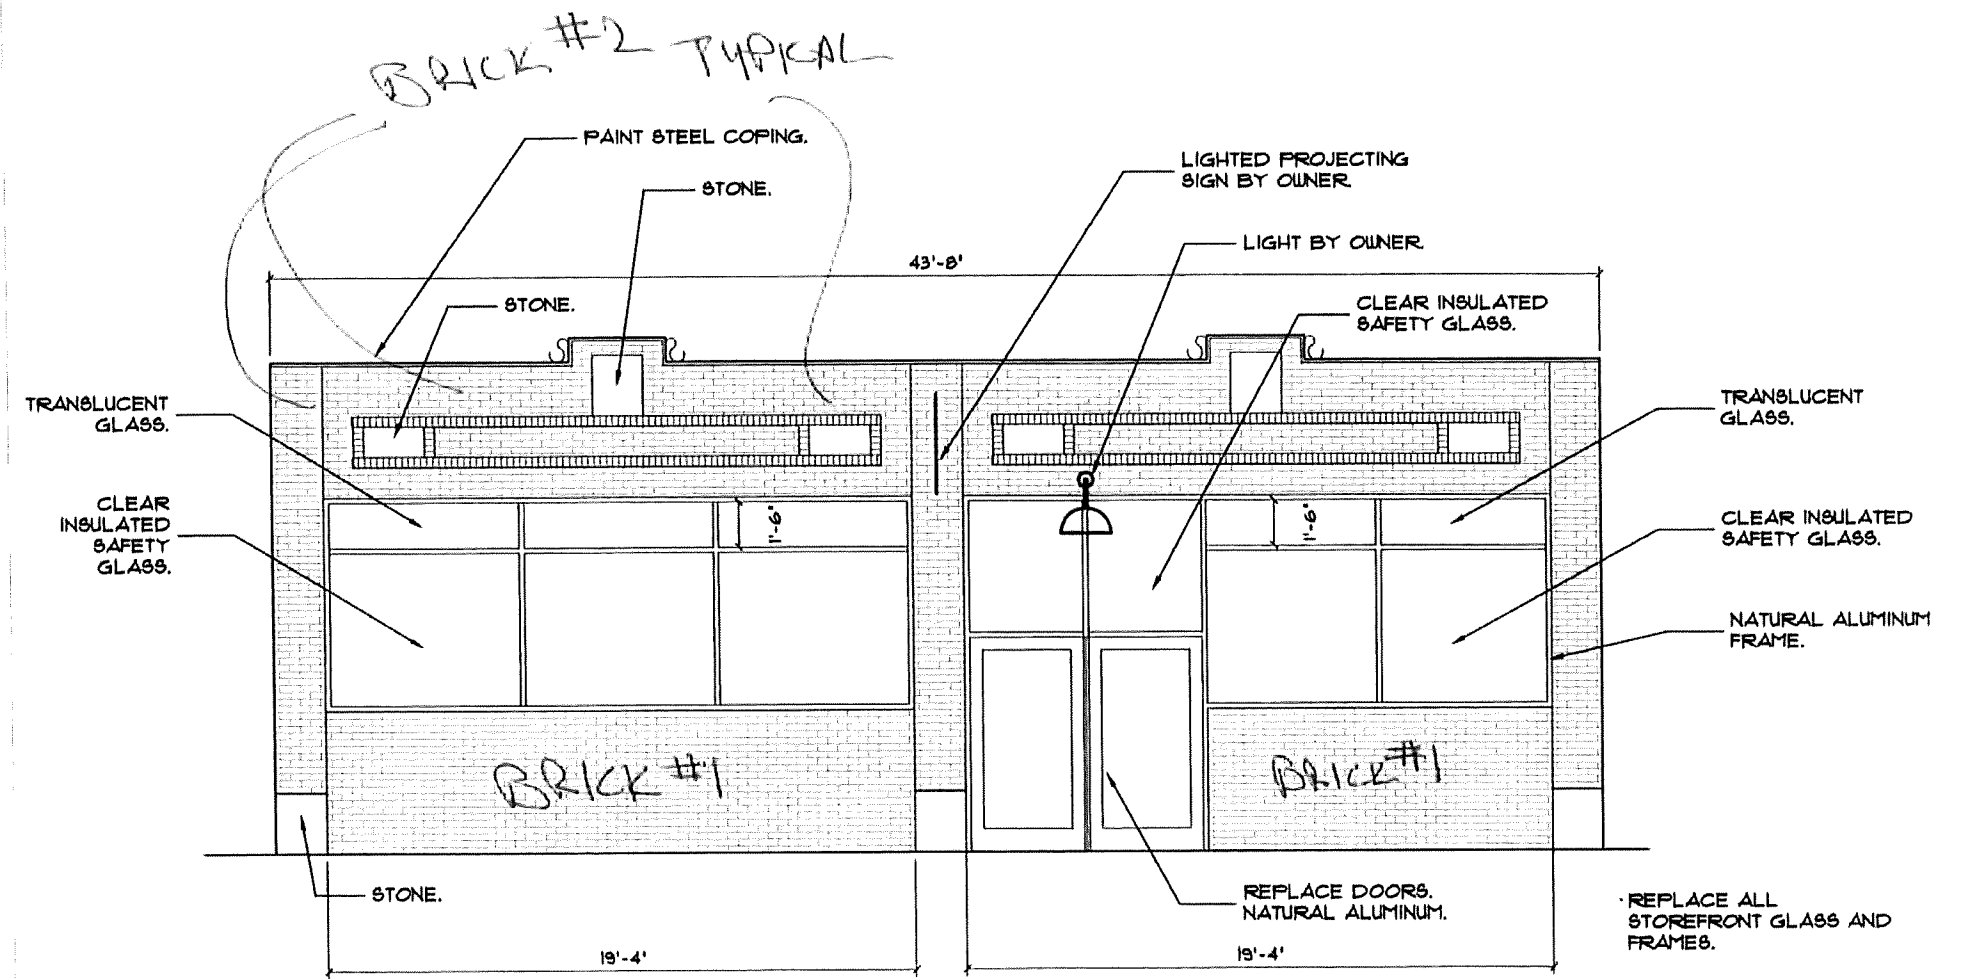 BRICK #2 TYPICAL
PAINT STEEL COPING.
STONE.
LIGHTED PROJECTING
SIGN BY OWNER.
LIGHT BY OWNER.
43'-8"
STONE.
CLEAR INSULATED
SAFETY GLASS.
TRANSLUCENT
GLASS.
TRANSLUCENT
GLASS.
CLEAR
INSULATED
SAFETY
GLASS.
1'-6"
1'-6"
CLEAR INSULATED
SAFETY GLASS.
NATURAL ALUMINUM
FRAME.
BRICK #1
BRICK #1
STONE.
REPLACE DOORS.
NATURAL ALUMINUM.
• REPLACE ALL
STOREFRONT GLASS AND
FRAMES.
19'-4"
19'-4"